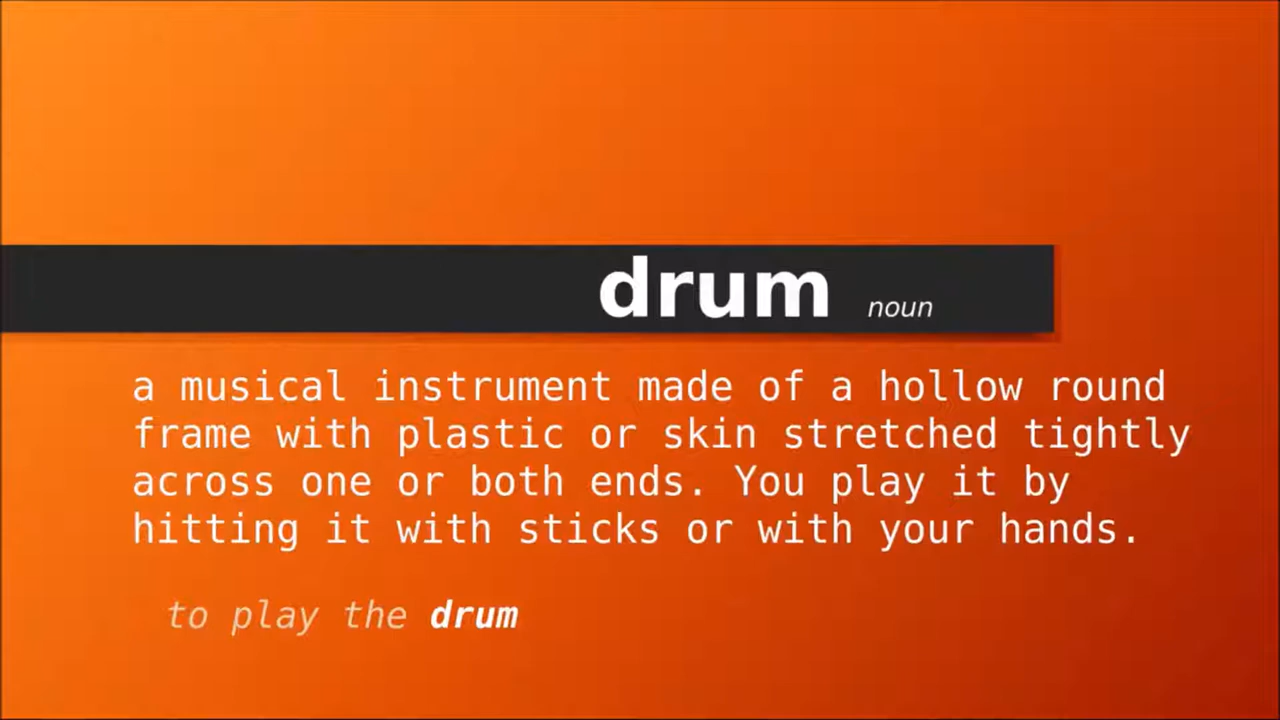 drum noun
a musical instrument made of a hollow round
frame with plastic or skin stretched tightly
across one or both ends. You play it by
hitting it with sticks or with your hands.
to play the drum